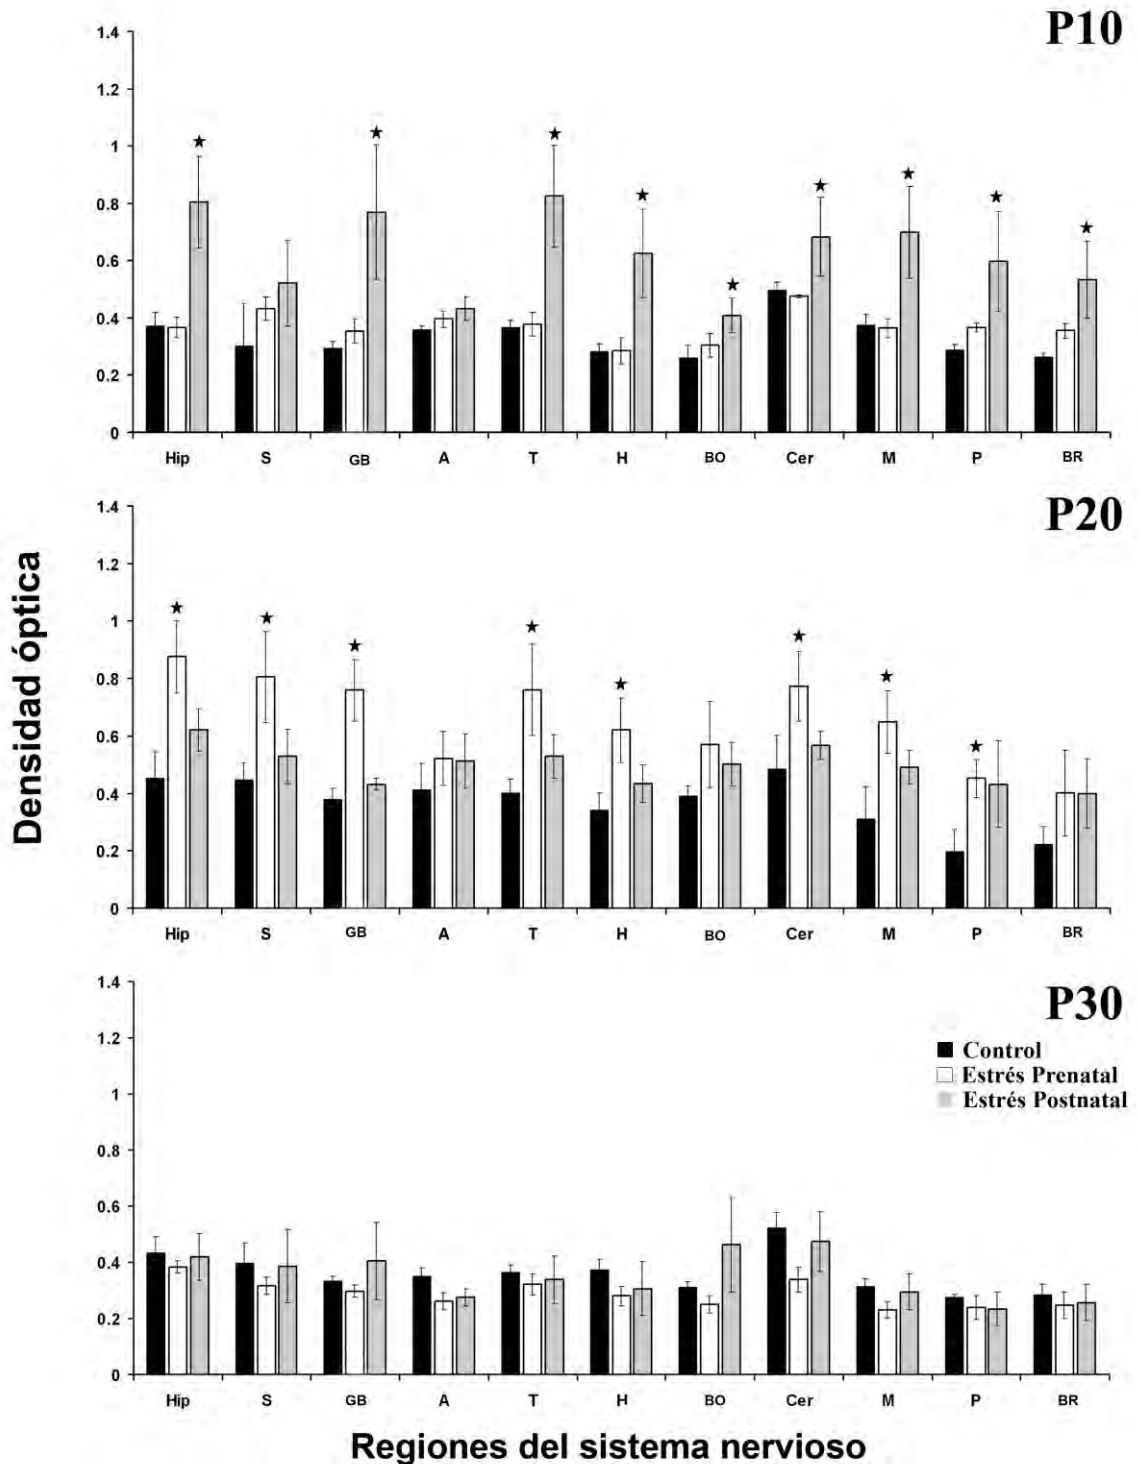 P10
1.4
1.2
1
0.8
0.6
0.4
0.2
0
Hip S GB A T H BO Cer M P BR
P20
1.4
1.2
1
0.8
0.6
0.4
0.2
0
Hip S GB A T H BO Cer M P BR
Densidad óptica
P30
1.4
1.2
1
0.8
0.6
0.4
0.2
0
Control
Estrés Prenatal
Estrés Postnatal
Hip S GB A T H BO Cer M P BR
Regiones del sistema nervioso